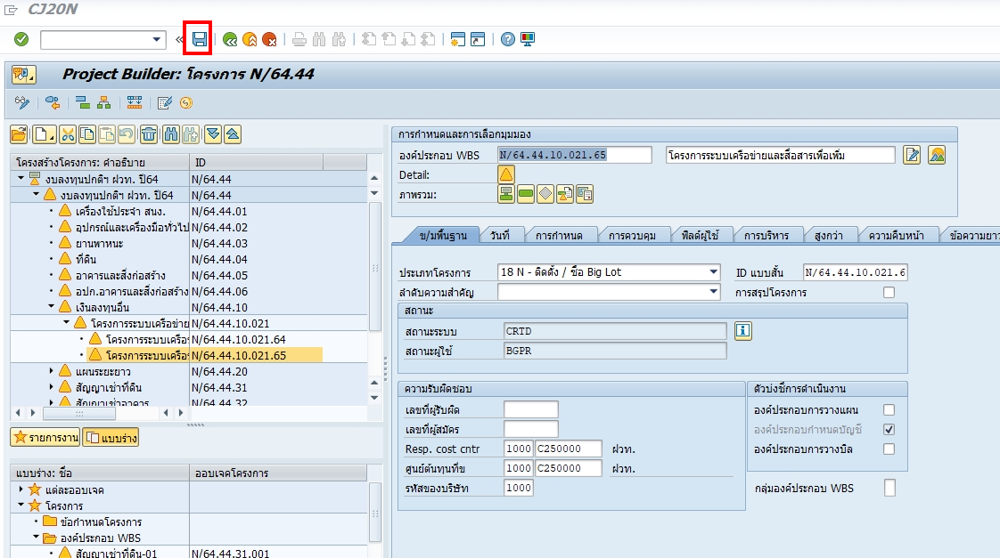 CJ20N
Project Builder: โครงการ N/64.44
โครงสร้างโครงการ: คำอธิบาย ID
งบลงทุนปกติฯ ฝวท. ปี64 N/64.44
งบลงทุนปกติฯ ฝวท. ปี64 N/64.44
เครื่องใช้ประจำ สนง. N/64.44.01
อุปกรณ์และเครื่องมือทั่วไป N/64.44.02
ยานพาหนะ N/64.44.03
ที่ดิน N/64.44.04
อาคารและสิ่งก่อสร้าง N/64.44.05
อปก.อาคารและสิ่งก่อสร้าง N/64.44.06
เงินลงทุนอื่น N/64.44.10
โครงการระบบเครือข่าย N/64.44.10.021
โครงการระบบเครือ N/64.44.10.021.64
โครงการระบบเครือ N/64.44.10.021.65
แผนระยะยาว N/64.44.20
สัญญาเช่าที่ดิน N/64.44.31
สัญญาเช่าอาคาร N/64.44.32
รายการงาน แบบร่าง
แบบร่าง: ชื่อ ออบเจคโครงการ
แต่ละออบเจค
โครงการ
ข้อกำหนดโครงการ
องค์ประกอบ WBS
สัญญาเช่าที่ดิน-01 N/64.44.31.001
การกำหนดและการเลือกมุมมอง
องค์ประกอบ WBS N/64.44.10.021.65 โครงการระบบเครือข่ายและสื่อสารเพื่อเพิ่ม
Detail:
ภาพรวม:
ข/มพื้นฐาน วันที่ การกำหนด การควบคุม ฟิลด์ผู้ใช้ การบริหาร สูงกว่า ความคืบหน้า ข้อความยาว
ประเภทโครงการ 18 N - ติดตั้ง / ซื้อ Big Lot ID แบบสั้น N/64.44.10.021.6
ลำดับความสำคัญ การสรุปโครงการ
สถานะ
สถานะระบบ CRTD
สถานะผู้ใช้ BGPR
ความรับผิดชอบ ตัวบ่งชี้การดำเนินงาน
เลขที่ผู้รับผิด องค์ประกอบการวางแผน
เลขที่ผู้สมัคร องค์ประกอบกำหนดบัญชี
Resp. cost cntr 1000 C250000 ฝวท. องค์ประกอบการวางบิล
ศูนย์ต้นทุนที่ข 1000 C250000 ฝวท.
รหัสของบริษัท 1000 กลุ่มองค์ประกอบ WBS